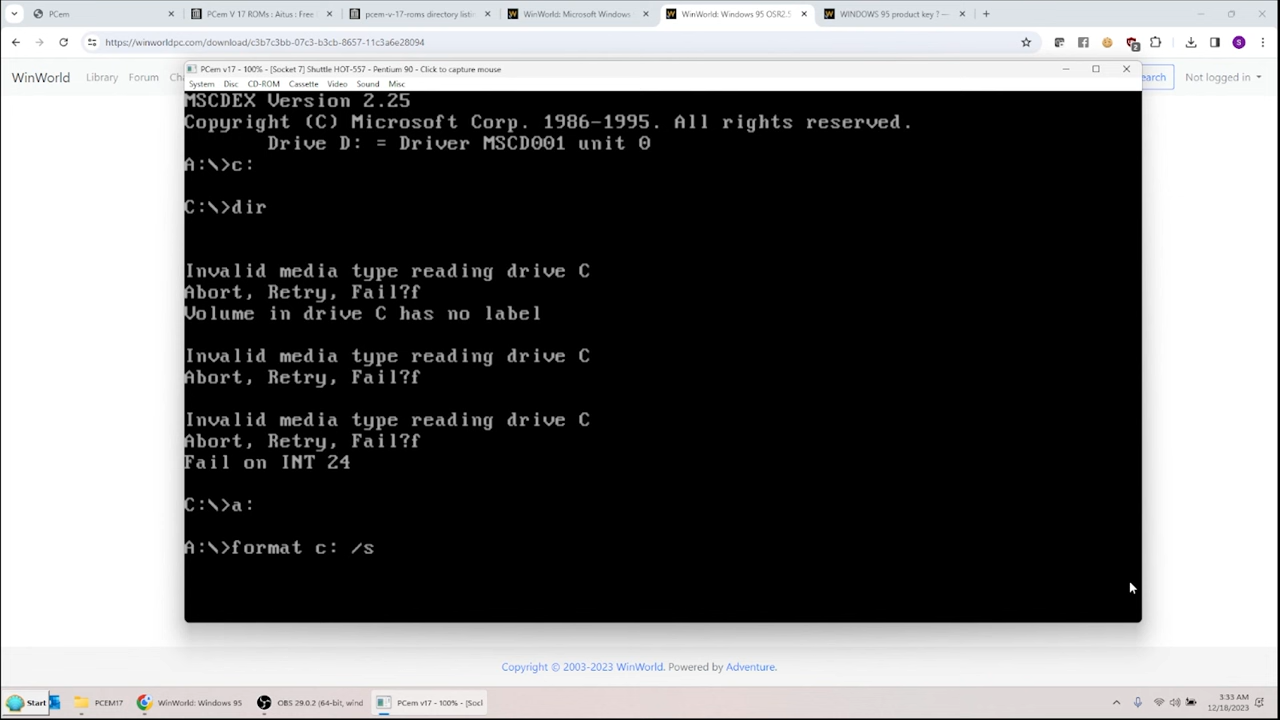 PCem
PCem V 17 ROMs : Aitus : Free
pcem-v-17-roms directory listi
WinWorld: Microsoft Windows
WinWorld: Windows 95 OSR2.5
WINDOWS 95 product key ? —
https://winworldpc.com/download/c3b7c3bb-07c3-b3cb-8657-11c3a6e28094
2
S
WinWorld
Library
Forum
Ch
earch
Not logged in
PCem v17 - 100% - [Socket 7] Shuttle HOT-557 - Pentium 90 - Click to capture mouse
System Disc CD-ROM Cassette Video Sound Misc
MSCDEX Version 2.25
Copyright (C) Microsoft Corp. 1986-1995. All rights reserved.
Drive D: = Driver MSCD001 unit 0
A:\>c:
C:\>dir
Invalid media type reading drive C
Abort, Retry, Fail?f
Volume in drive C has no label
Invalid media type reading drive C
Abort, Retry, Fail?f
Invalid media type reading drive C
Abort, Retry, Fail?f
Fail on INT 24
C:\>a:
A:\>format c: /s
Copyright © 2003-2023 WinWorld. Powered by Adventure.
Start
PCEM17
WinWorld: Windows 95
OBS 29.0.2 (64-bit, wind
PCem v17 - 100% - [Socl
3:33 AM
12/18/2023